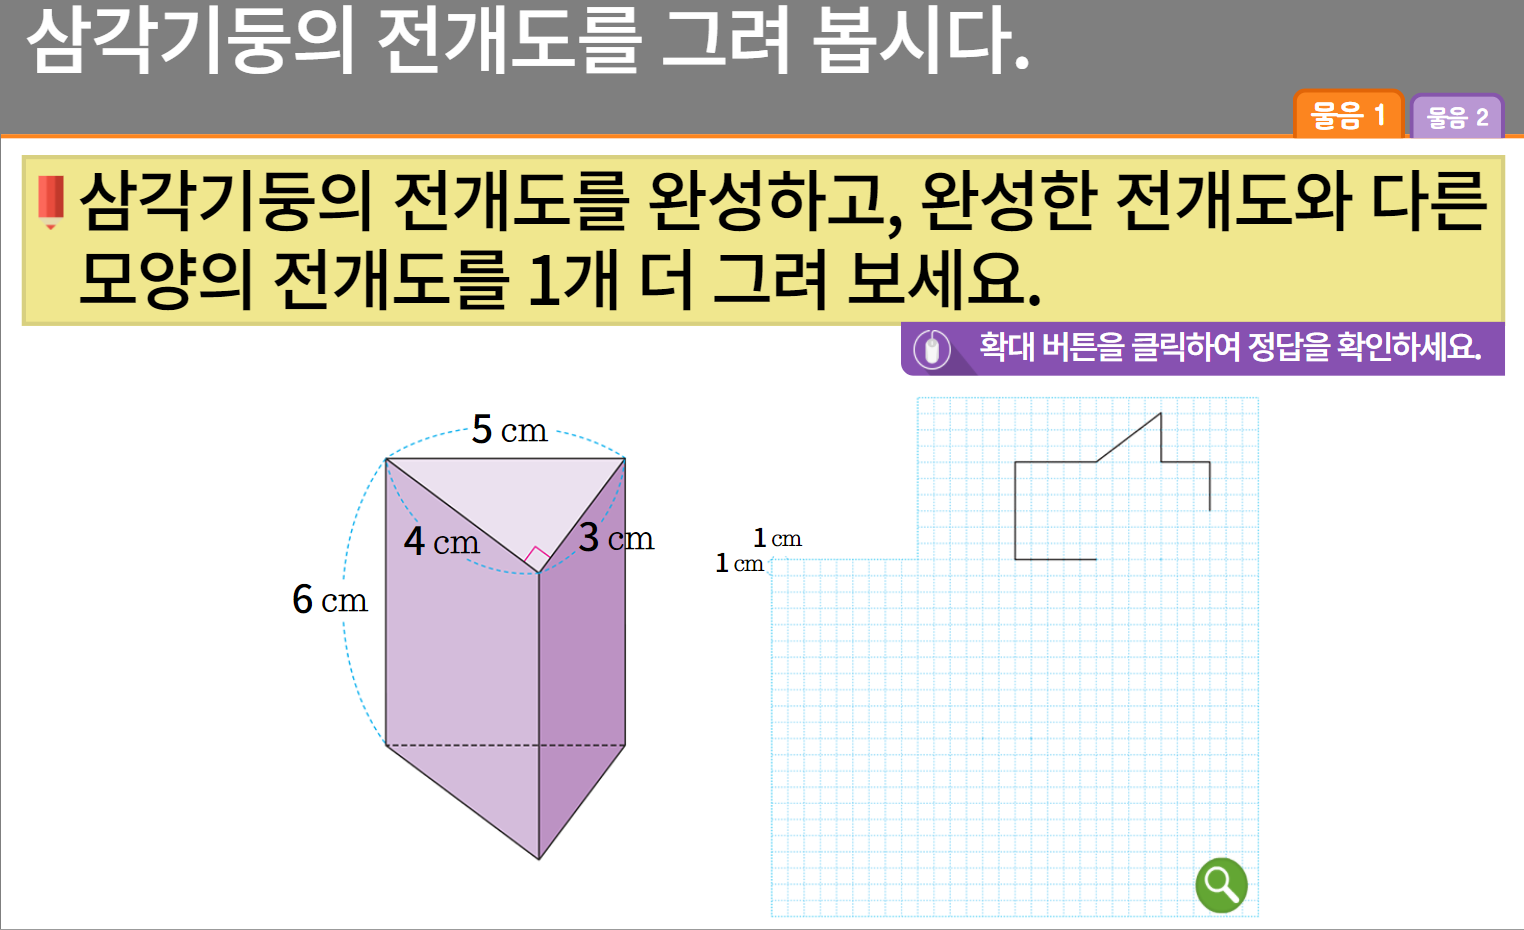 삼각기둥의 전개도를 그려 봅시다.
물음 1
물음 2
삼각기둥의 전개도를 완성하고, 완성한 전개도와 다른
모양의 전개도를 1개 더 그려 보세요.
확대 버튼을 클릭하여 정답을 확인하세요.
5 cm
4 cm
3 cm
6 cm
1 cm
1 cm